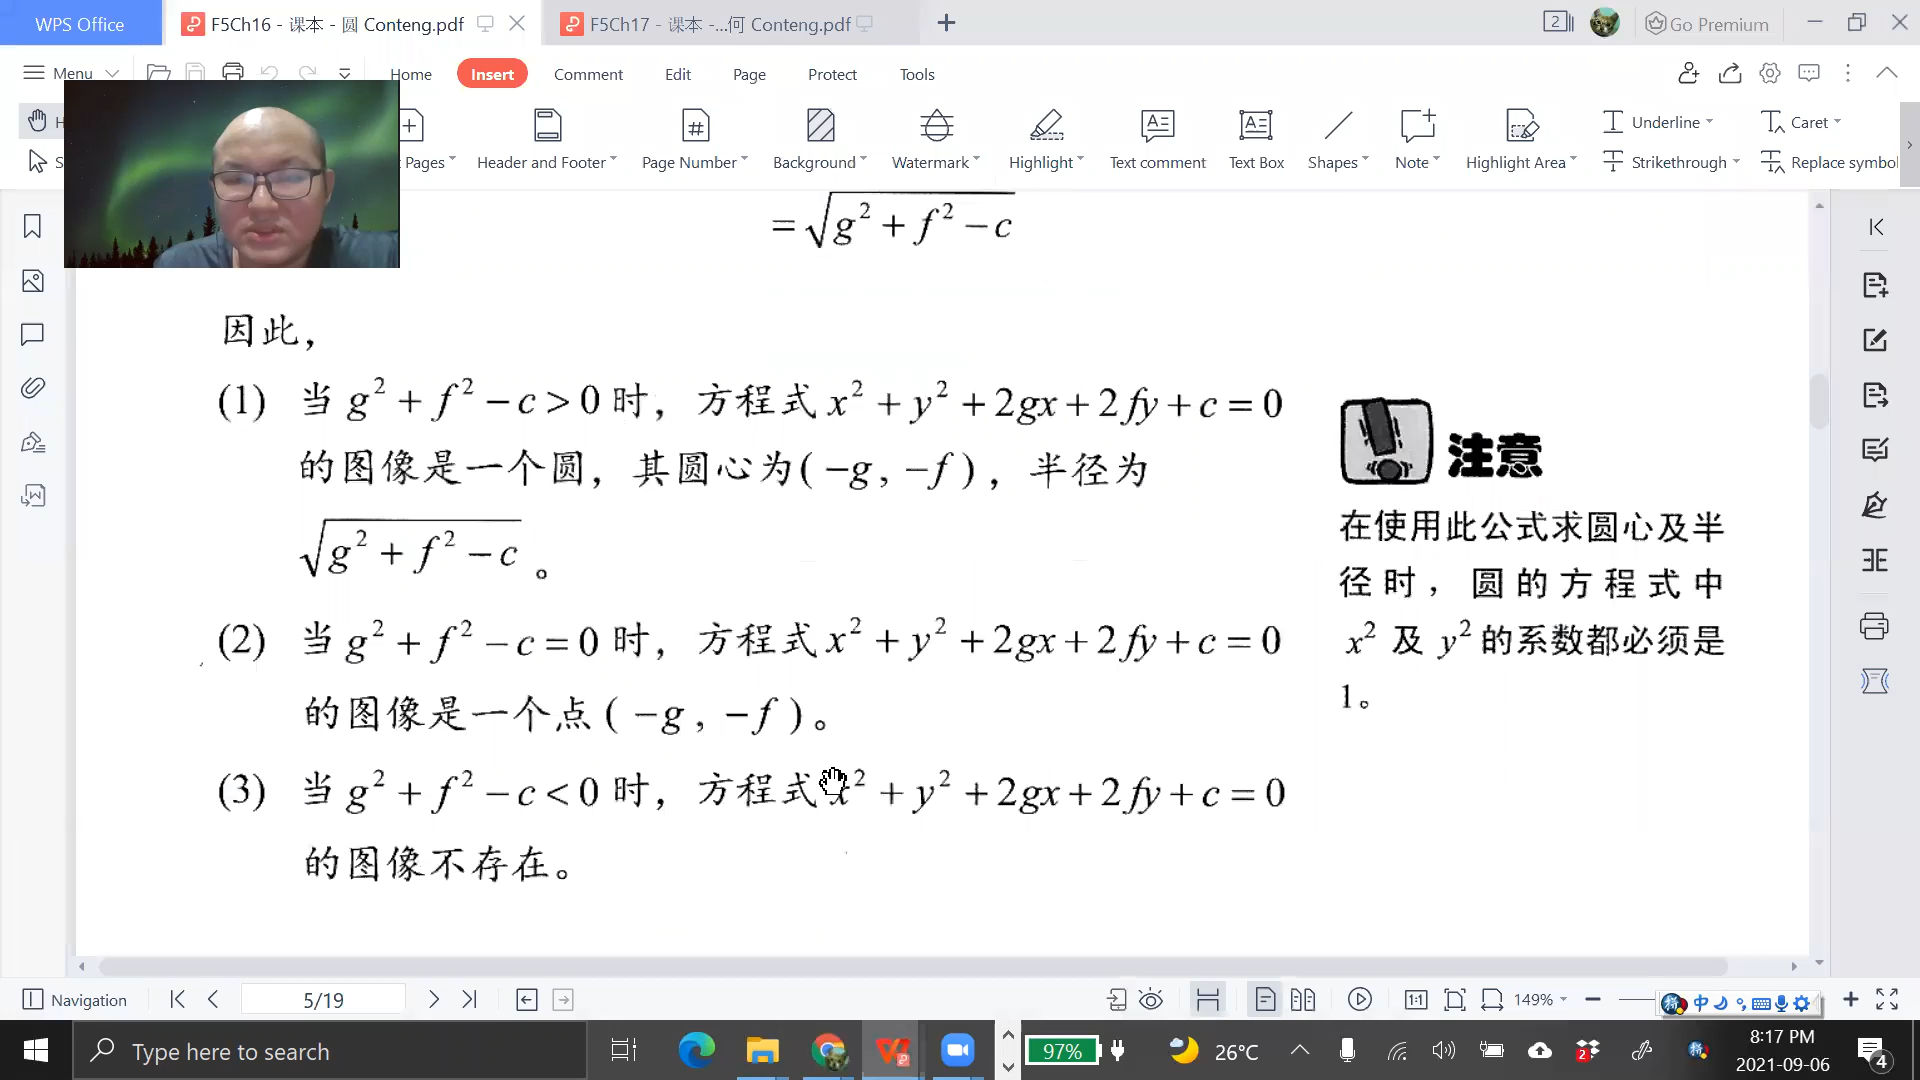 WPS Office
F5Ch16 - 课本 - 圆 Conteng.pdf
F5Ch17 - 课本 -...何 Conteng.pdf
2
Go Premium
Menu
Home
Insert
Comment
Edit
Page
Protect
Tools
Pages
Header and Footer
Page Number
Background
Watermark
Highlight
Text comment
Text Box
Shapes
Note
Highlight Area
Underline
Strikethrough
Caret
Replace symbol
= √(g² + f² − c)
因此，
(1) 当 g² + f² − c > 0 时，方程式 x² + y² + 2gx + 2fy + c = 0
的图像是一个圆，其圆心为(−g, −f)，半径为
√(g² + f² − c)。
(2) 当 g² + f² − c = 0 时，方程式 x² + y² + 2gx + 2fy + c = 0
的图像是一个点(−g, −f)。
(3) 当 g² + f² − c < 0 时，方程式 x² + y² + 2gx + 2fy + c = 0
的图像不存在。
注意
在使用此公式求圆心及半
径时，圆的方程式中
x² 及 y² 的系数都必须是
1。
Navigation
5/19
1:1
149%
中
Type here to search
97%
26°C
2
8:17 PM
2021-09-06
4